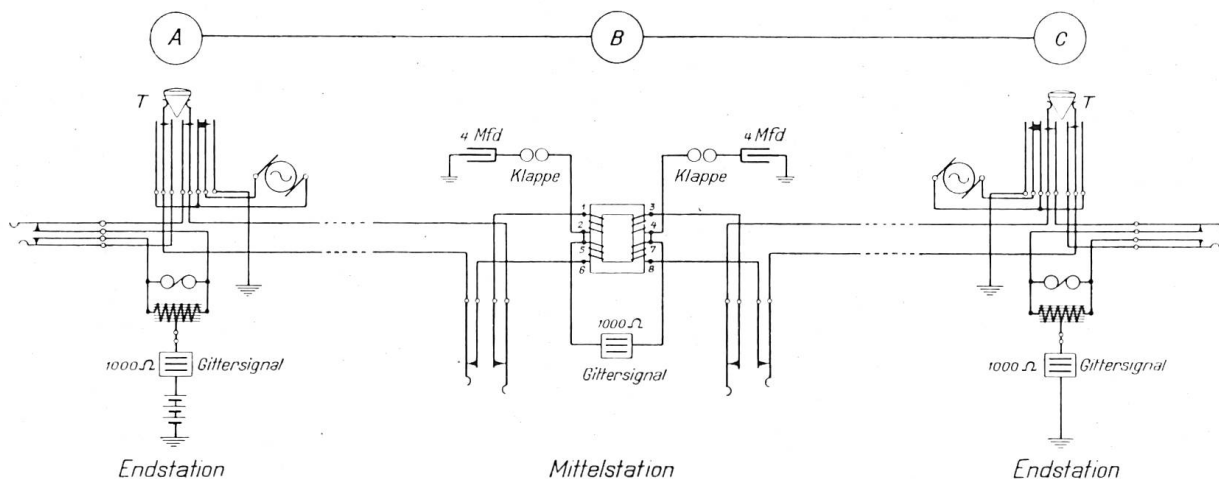 A B C
T T
4 Mfd 4 Mfd
Klappe Klappe
1 3
2 4
5 7
6 8
1000 Ω Gittersignal
1000 Ω
Gittersignal
1000 Ω Gittersignal
Endstation Mittelstation Endstation